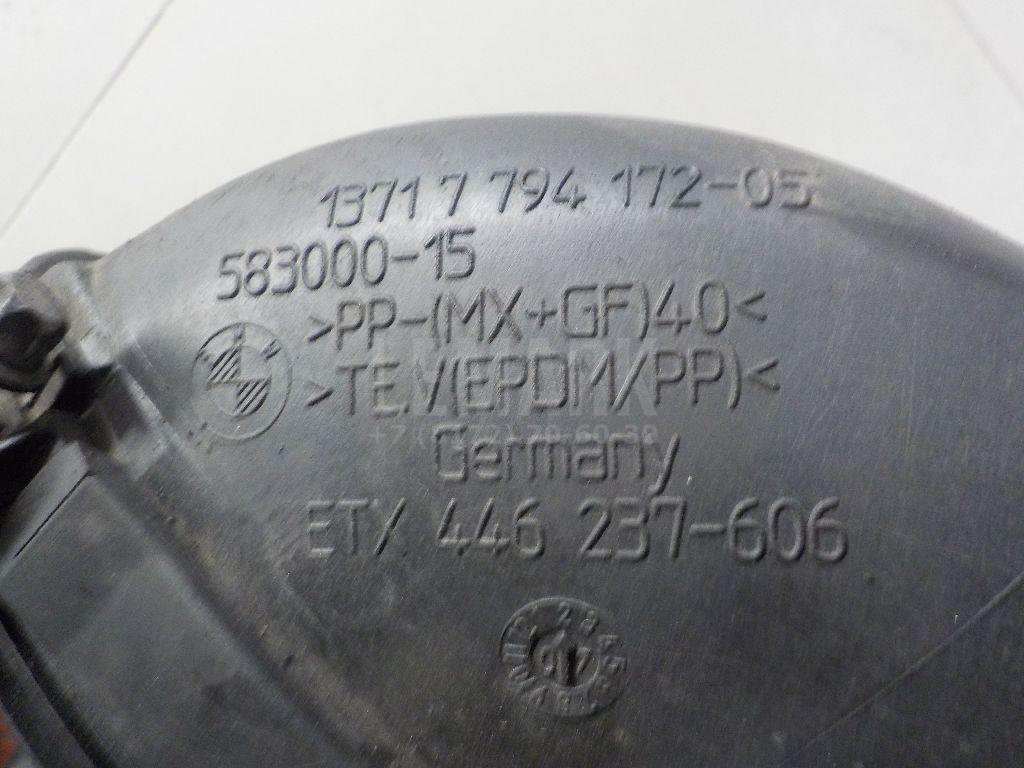 1371 7 794 172-05
583000-15
>PP-(MX+GF)40<
>TE.V(EPDM/PP)<
Germany
ETX 446 237-606